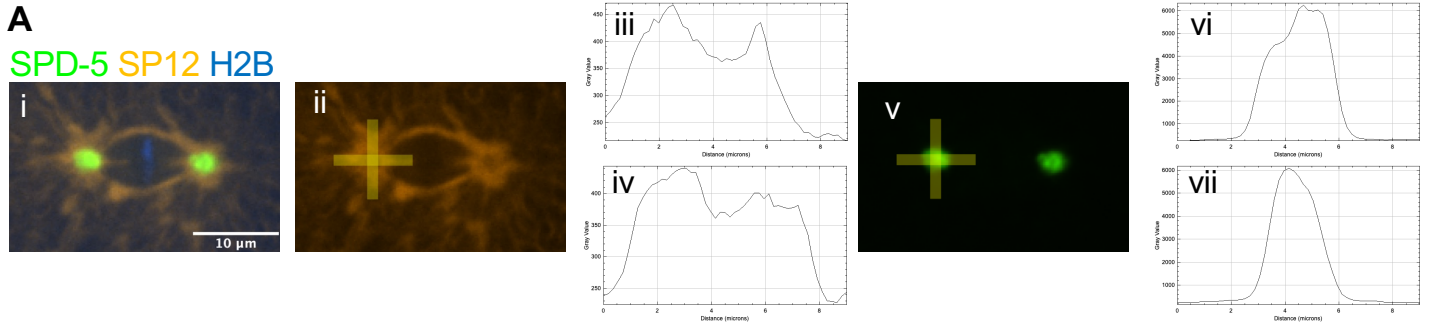 A
SPD-5 SP12 H2B
i
10 µm
ii
iii
450
400
350
300
250
Gray Value
0
2
4
6
8
Distance (microns)
iv
400
350
300
250
Gray Value
0
2
4
6
8
Distance (microns)
v
vi
6000
5000
4000
3000
2000
1000
Gray Value
0
2
4
6
8
Distance (microns)
vii
6000
5000
4000
3000
2000
1000
Gray Value
0
2
4
6
8
Distance (microns)